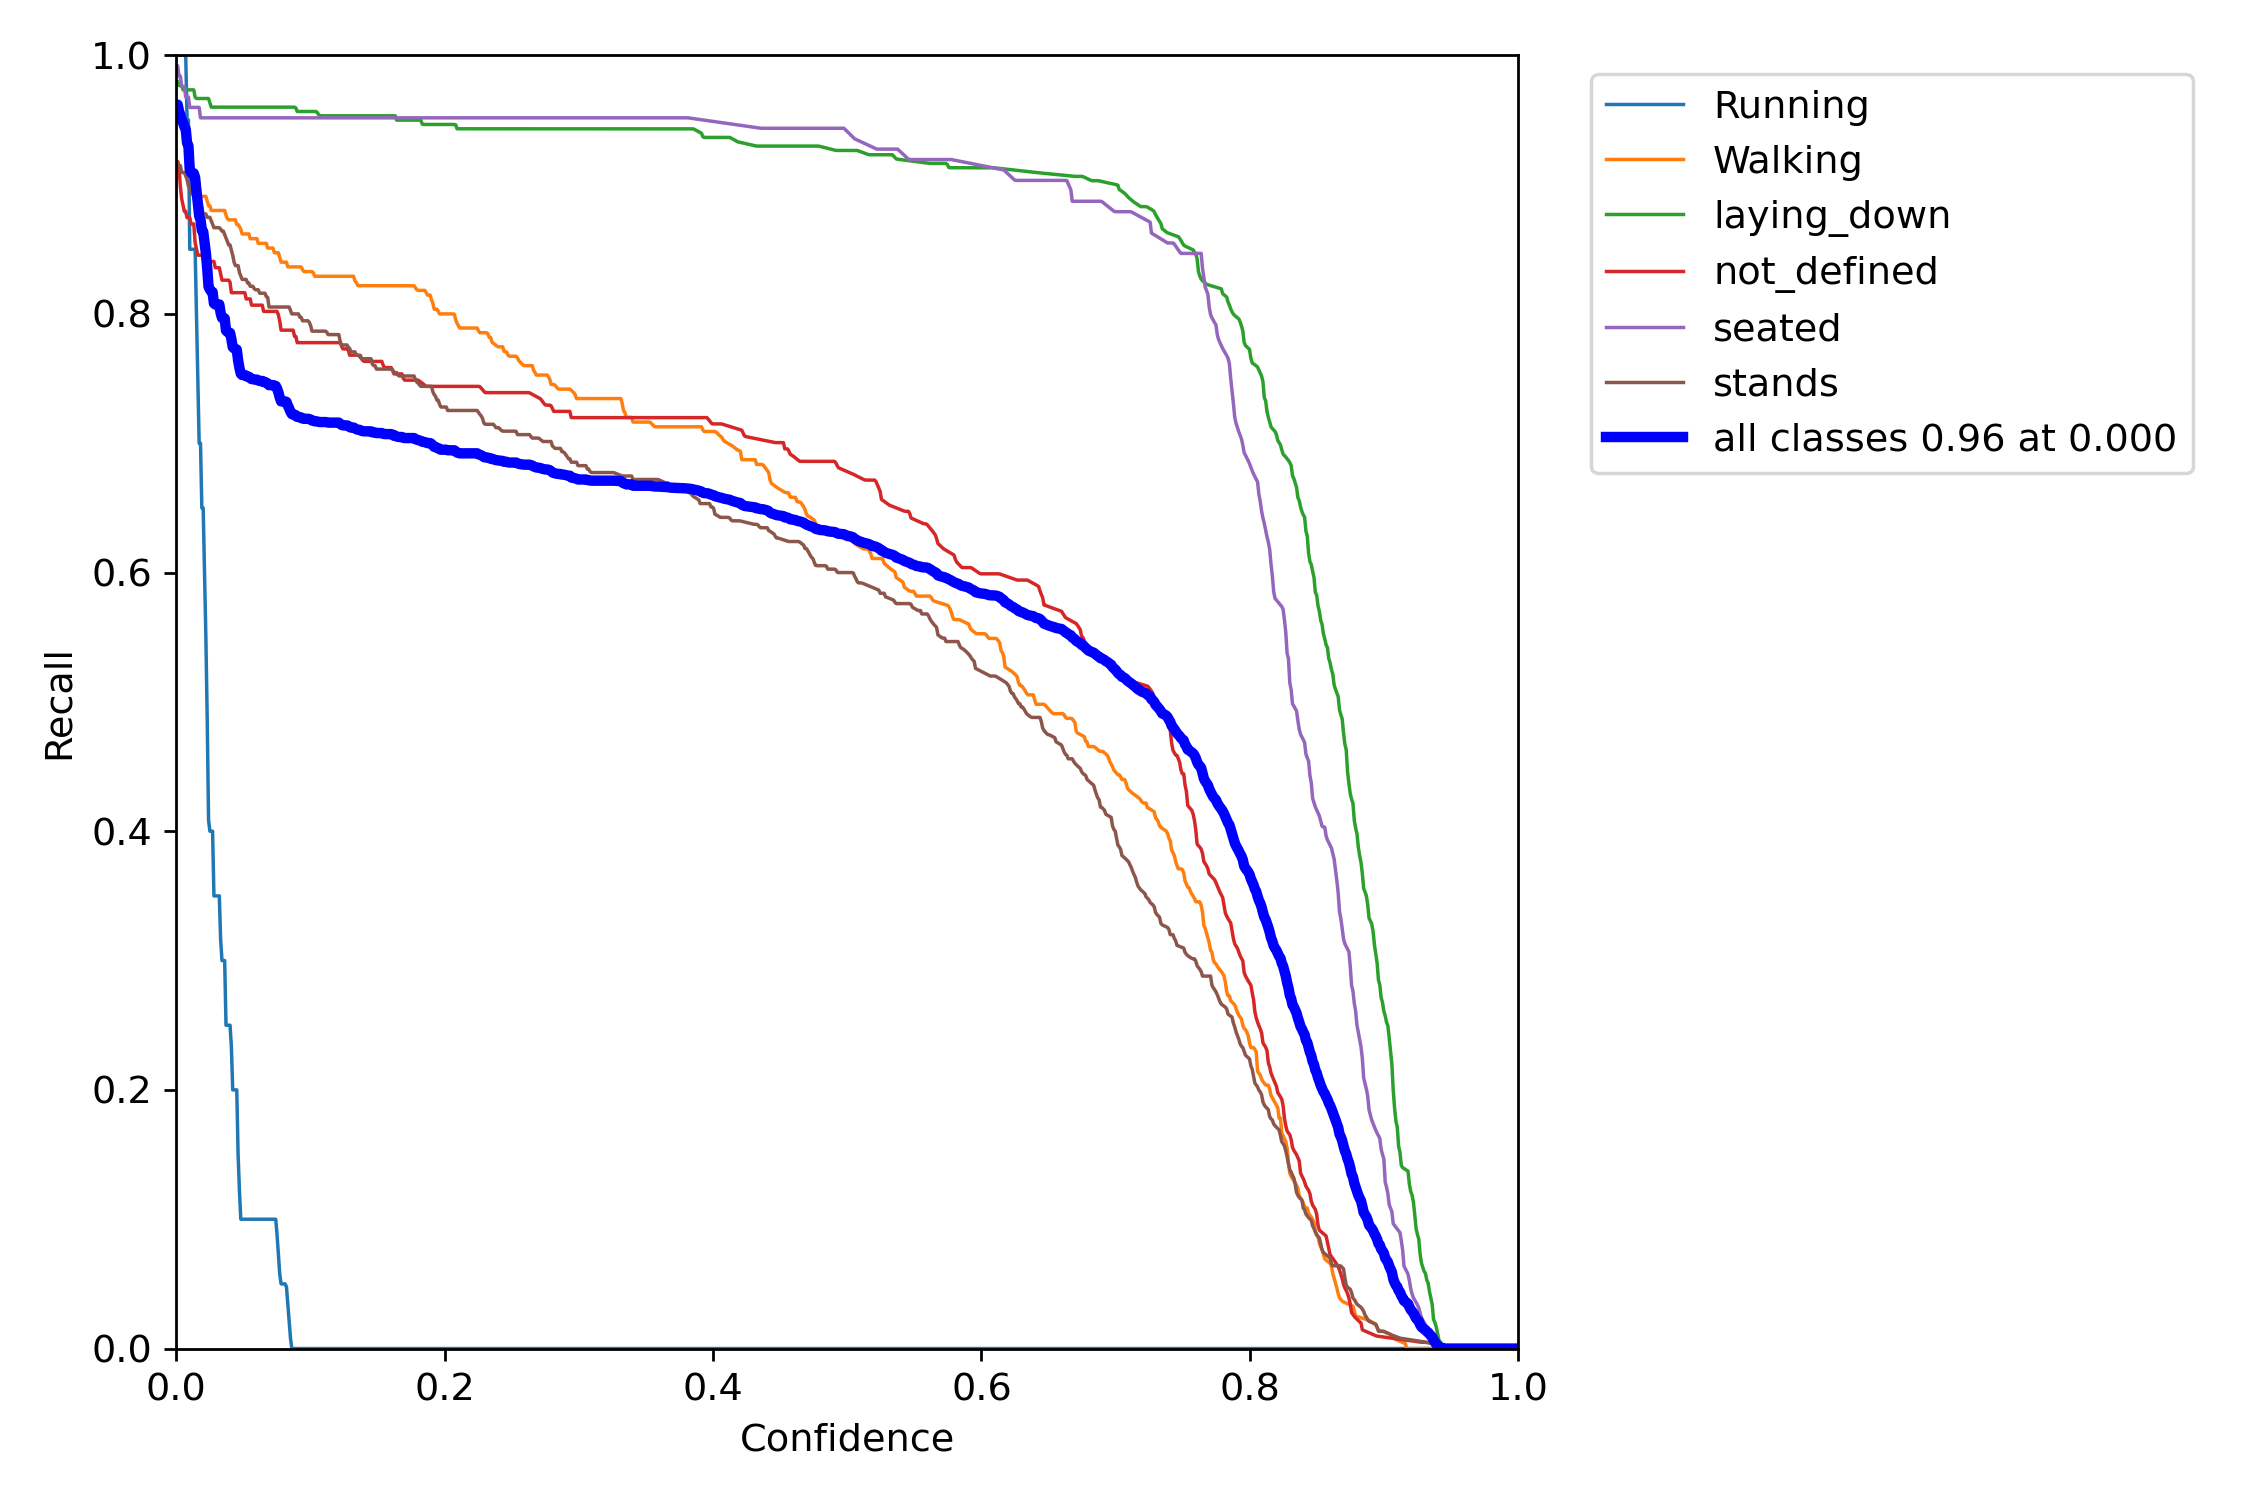 1.0
0.8
0.6
0.4
0.2
0.0
Recall
0.0 0.2 0.4 0.6 0.8 1.0
Confidence
Running
Walking
laying_down
not_defined
seated
stands
all classes 0.96 at 0.000